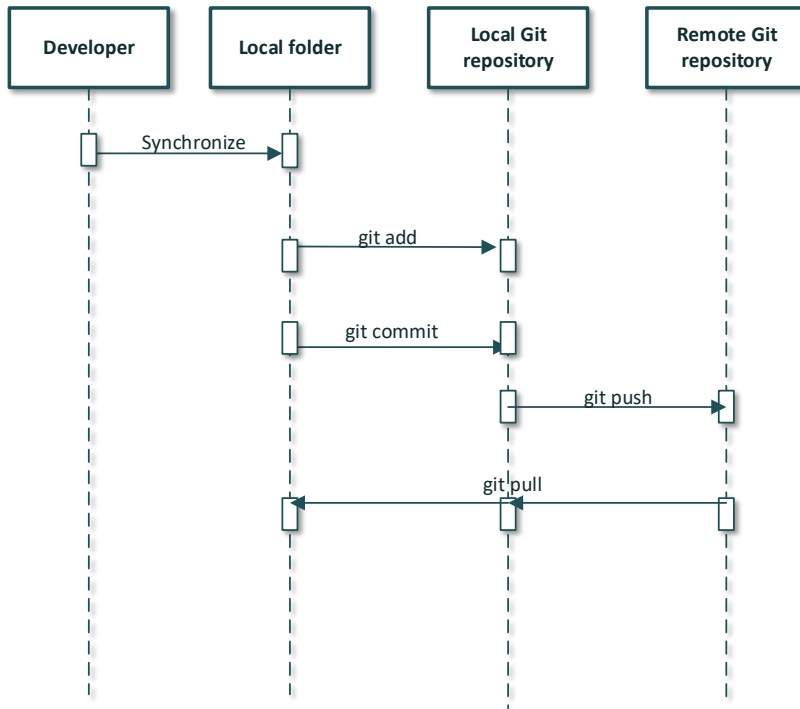 Developer
Local folder
Local Git
repository
Remote Git
repository
Synchronize
git add
git commit
git push
git pull